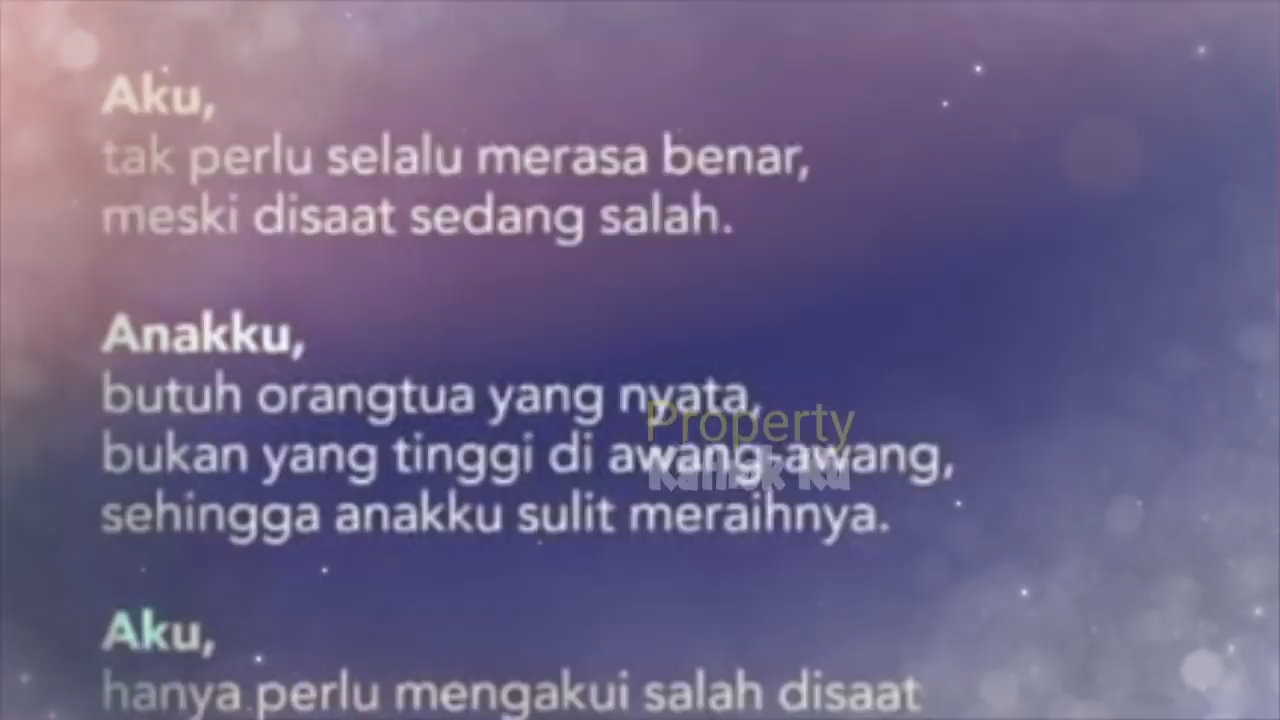 Aku,
tak perlu selalu merasa benar,
meski disaat sedang salah.
Anakku,
butuh orangtua yang nyata,
Property
bukan yang tinggi di awang-awang,
sehingga anakku sulit meraihnya.
Aku,
hanya perlu mengakui salah disaat